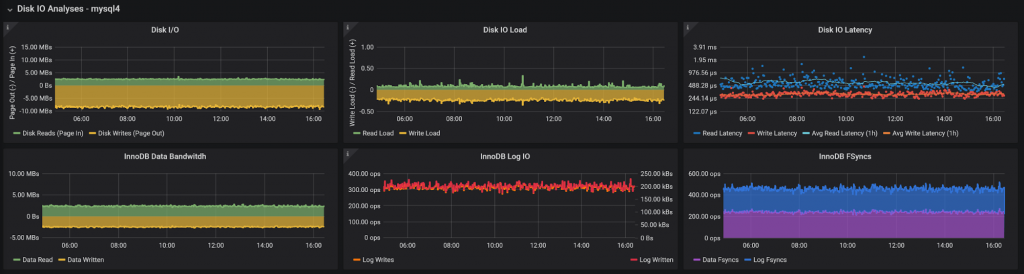 Disk IO Analyses - mysql4
Disk I/O
Page Out (-) / Page In (+)
15.00 MBs
10.00 MBs
5.00 MBs
0 Bs
-5.00 MBs
-10.00 MBs
06:00 08:00 10:00 12:00 14:00 16:00
Disk Reads (Page In) Disk Writes (Page Out)
Disk IO Load
Write Load (-) / Read Load (+)
1.00
0.50
0
-0.50
06:00 08:00 10:00 12:00 14:00 16:00
Read Load Write Load
Disk IO Latency
3.91 ms
1.95 ms
976.56 µs
488.28 µs
244.14 µs
122.07 µs
06:00 08:00 10:00 12:00 14:00 16:00
Read Latency Write Latency Avg Read Latency (1h) Avg Write Latency (1h)
InnoDB Data Bandwitdh
10.00 MBs
5.00 MBs
0 Bs
-5.00 MBs
06:00 08:00 10:00 12:00 14:00 16:00
Data Read Data Written
InnoDB Log IO
400.00 ops
300.00 ops
200.00 ops
100.00 ops
0 ops
250.00 kBs
200.00 kBs
150.00 kBs
100.00 kBs
50.00 kBs
0 Bs
06:00 08:00 10:00 12:00 14:00 16:00
Log Writes Log Written
InnoDB FSyncs
600.00 ops
400.00 ops
200.00 ops
0 ops
06:00 08:00 10:00 12:00 14:00 16:00
Data Fsyncs Log Fsyncs